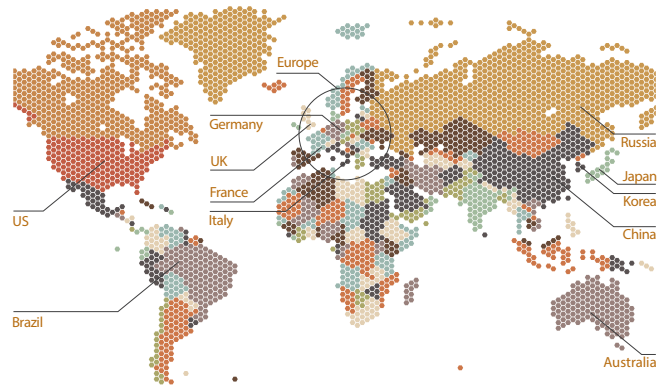 Europe
Germany
UK
France
Italy
US
Brazil
Russia
Japan
Korea
China
Australia